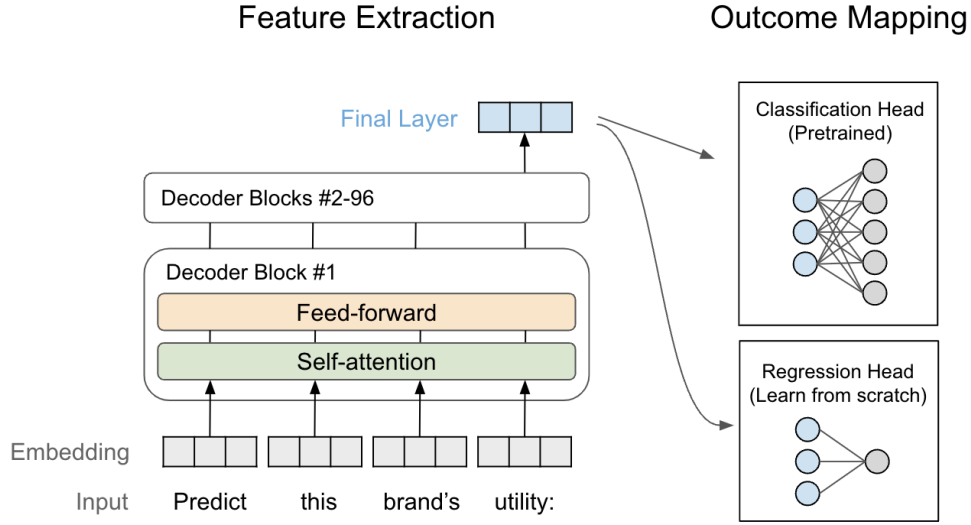 Feature Extraction
Outcome Mapping
Final Layer
Classification Head
(Pretrained)
Decoder Blocks #2-96
Decoder Block #1
Feed-forward
Self-attention
Regression Head
(Learn from scratch)
Embedding
Input Predict this brand's utility: